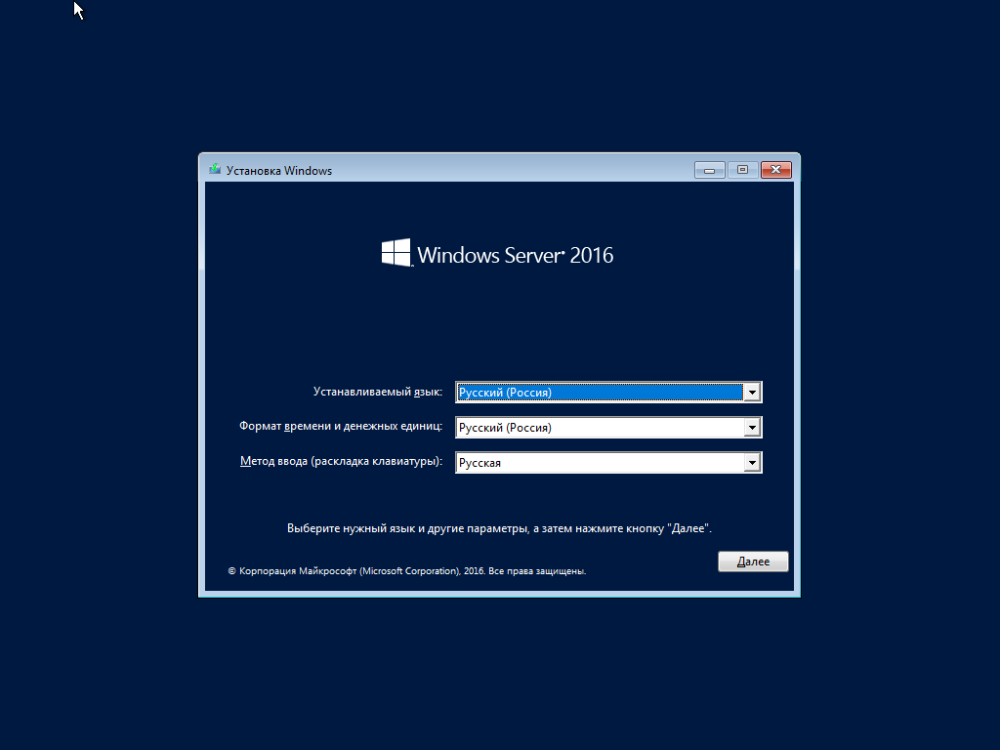 Установка Windows
Windows Server 2016
Устанавливаемый язык: Русский (Россия)
Формат времени и денежных единиц: Русский (Россия)
Метод ввода (раскладка клавиатуры): Русская
Выберите нужный язык и другие параметры, а затем нажмите кнопку "Далее".
© Корпорация Майкрософт (Microsoft Corporation), 2016. Все права защищены.
Далее